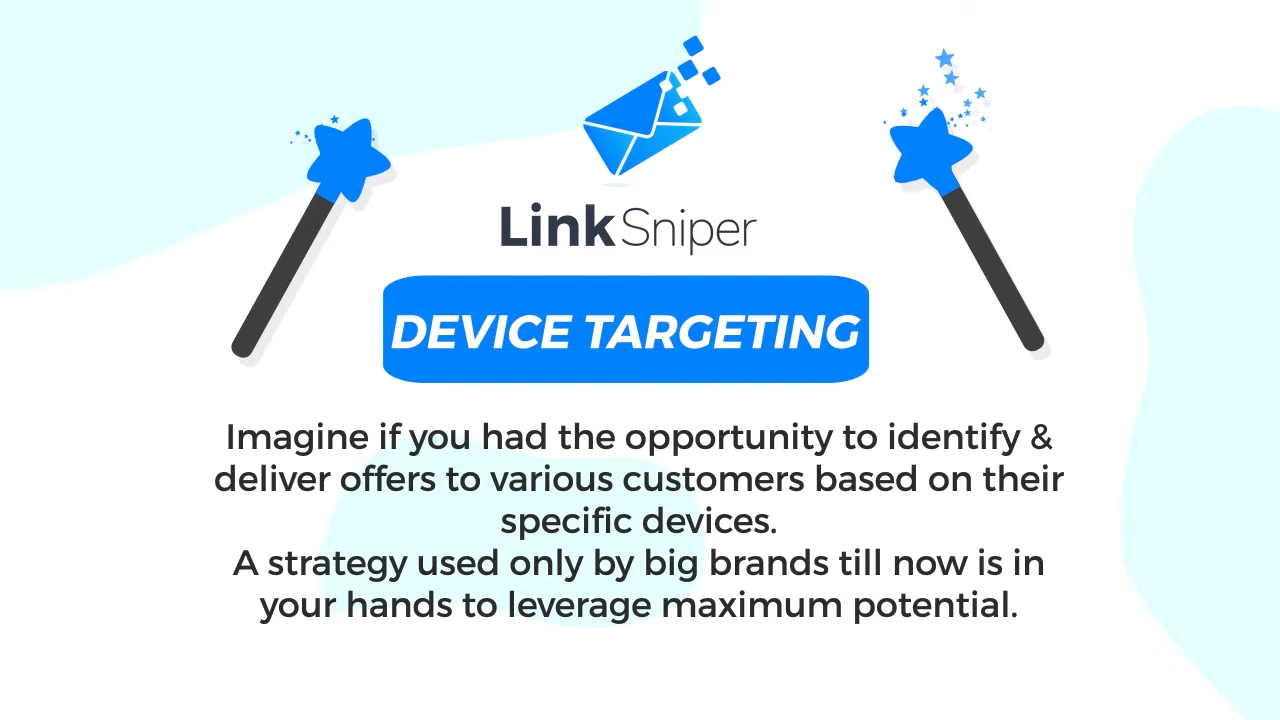 LinkSniper
DEVICE TARGETING
Imagine if you had the opportunity to identify &
deliver offers to various customers based on their
specific devices.
A strategy used only by big brands till now is in
your hands to leverage maximum potential.